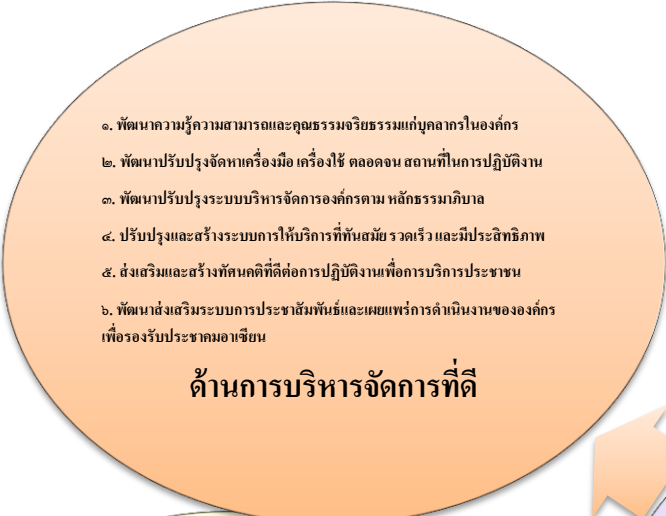 ๑. พัฒนาความรู้ความสามารถและคุณธรรมจริยธรรมแก่บุคลากรในองค์กร
๒. พัฒนาปรับปรุงจัดหาเครื่องมือ เครื่องใช้ ตลอดจน สถานที่ในการปฏิบัติงาน
๓. พัฒนาปรับปรุงระบบบริหารจัดการองค์กรตาม หลักธรรมาภิบาล
๔. ปรับปรุงและสร้างระบบการให้บริการที่ทันสมัย รวดเร็ว และมีประสิทธิภาพ
๕. ส่งเสริมและสร้างทัศนคติที่ดีต่อการปฏิบัติงานเพื่อการบริการประชาชน
๖. พัฒนาส่งเสริมระบบการประชาสัมพันธ์และเผยแพร่การดำเนินงานขององค์กร
เพื่อรองรับประชาคมอาเซียน
ด้านการบริหารจัดการที่ดี